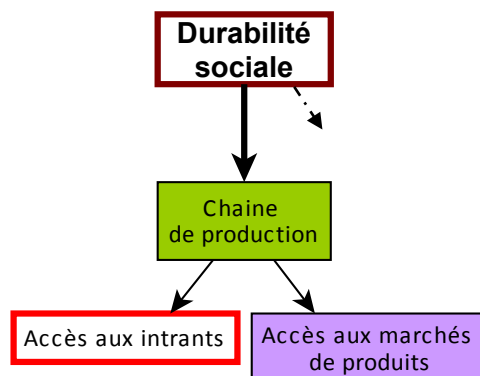 Durabilité
sociale
Chaine
de production
Accès aux intrants
Accès aux marchés
de produits